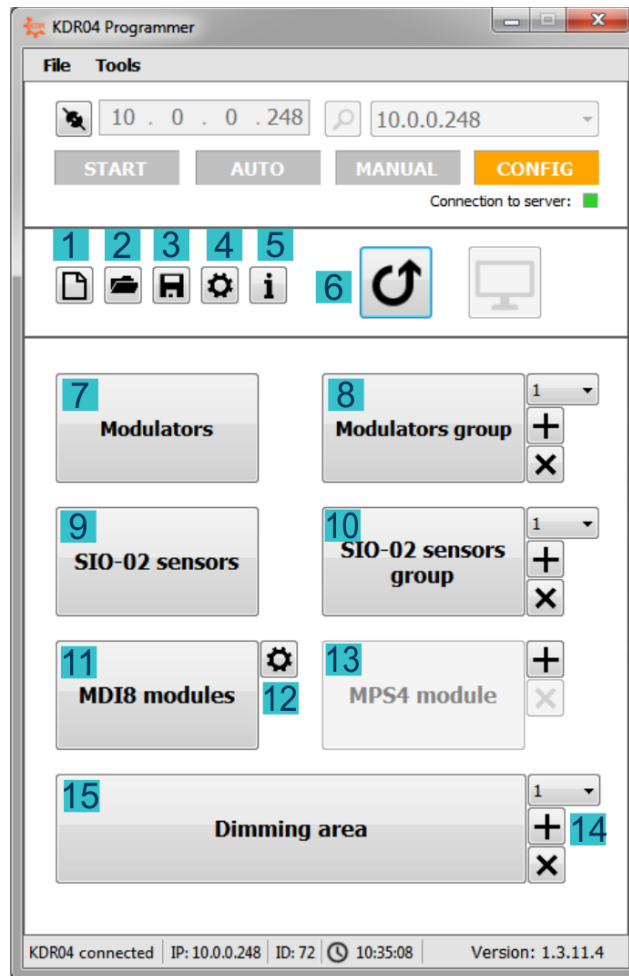 KDR04 Programmer
File Tools
10 . 0 . 0 . 248 10.0.0.248
START AUTO MANUAL CONFIG
Connection to server:
1 2 3 4 5
6
7 8 1
Modulators Modulators group
9 10 1
SIO-02 sensors SIO-02 sensors
group
11 13
MDI8 modules 12 MPS4 module
15 1
Dimming area 14
KDR04 connected IP: 10.0.0.248 ID: 72 10:35:08 Version: 1.3.11.4